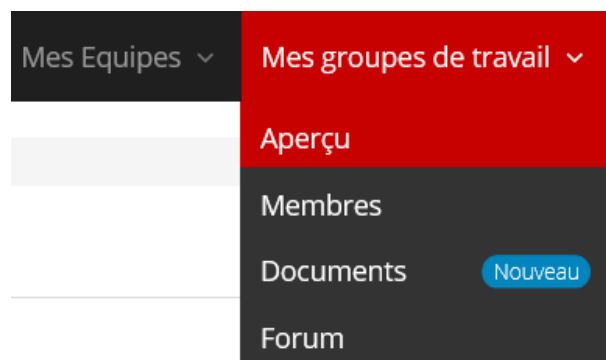 Mes Equipes
Mes groupes de travail
Aperçu
Membres
Documents
Nouveau
Forum